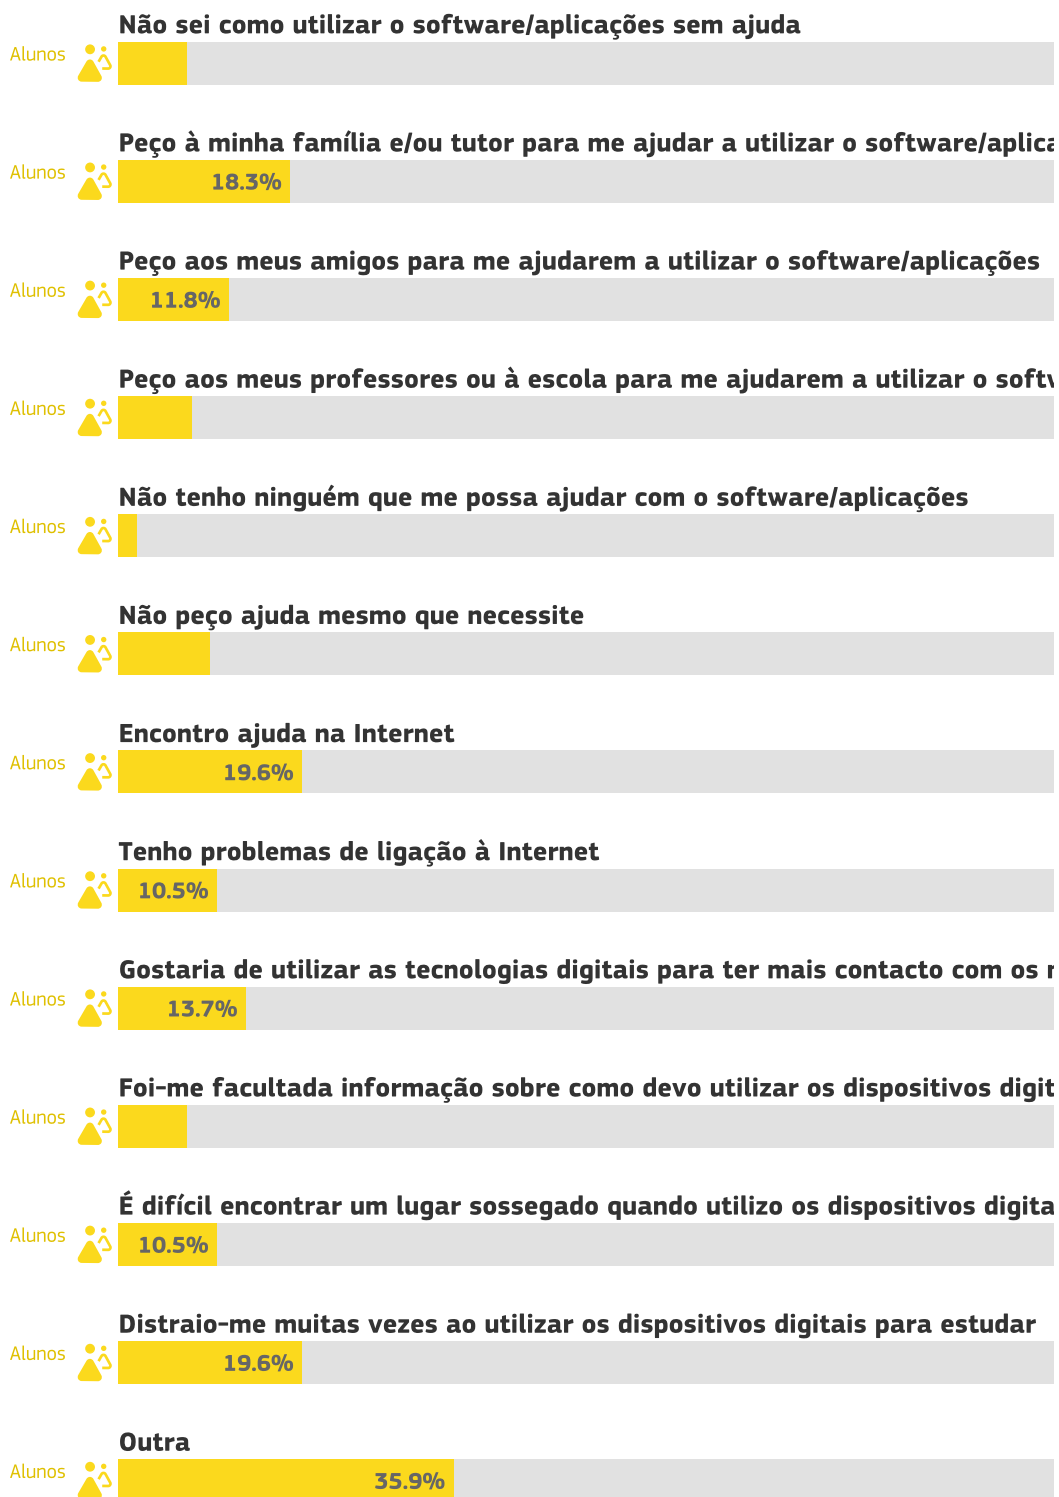 Não sei como utilizar o software/aplicações sem ajuda
Alunos
Peço à minha família e/ou tutor para me ajudar a utilizar o
Alunos
18.3%
Peço aos meus amigos para me ajudarem a utilizar o software/aplicações
Alunos
11.8%
Peço aos meus professores ou à escola para me ajudarem a utilizar o
Alunos
Não tenho ninguém que me possa ajudar com o software/aplicações
Alunos
Não peço ajuda mesmo que necessite
Alunos
Encontro ajuda na Internet
Alunos
19.6%
Tenho problemas de ligação à Internet
Alunos
10.5%
Gostaria de utilizar as tecnologias digitais para ter mais contacto com os
Alunos
13.7%
Foi-me facultada informação sobre como devo utilizar os dispositivos
Alunos
É difícil encontrar um lugar sossegado quando utilizo os dispositivos
Alunos
10.5%
Distraio-me muitas vezes ao utilizar os dispositivos digitais para estudar
Alunos
19.6%
Outra
Alunos
35.9%